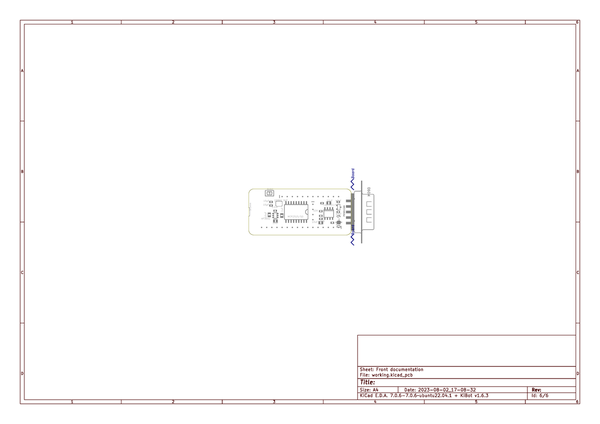 1 2 3 4 5 6
A A
B B
C C
Sheet: Front documentation
File: working.kicad_pcb
Title:
D D
Size: A4 Date: 2023-08-02_17-08-32 Rev:
KiCad E.D.A. 7.0.6-7.0.6~ubuntu22.04.1 + KiBot v1.6.3 Id: 6/6
1 2 3 4 5 6